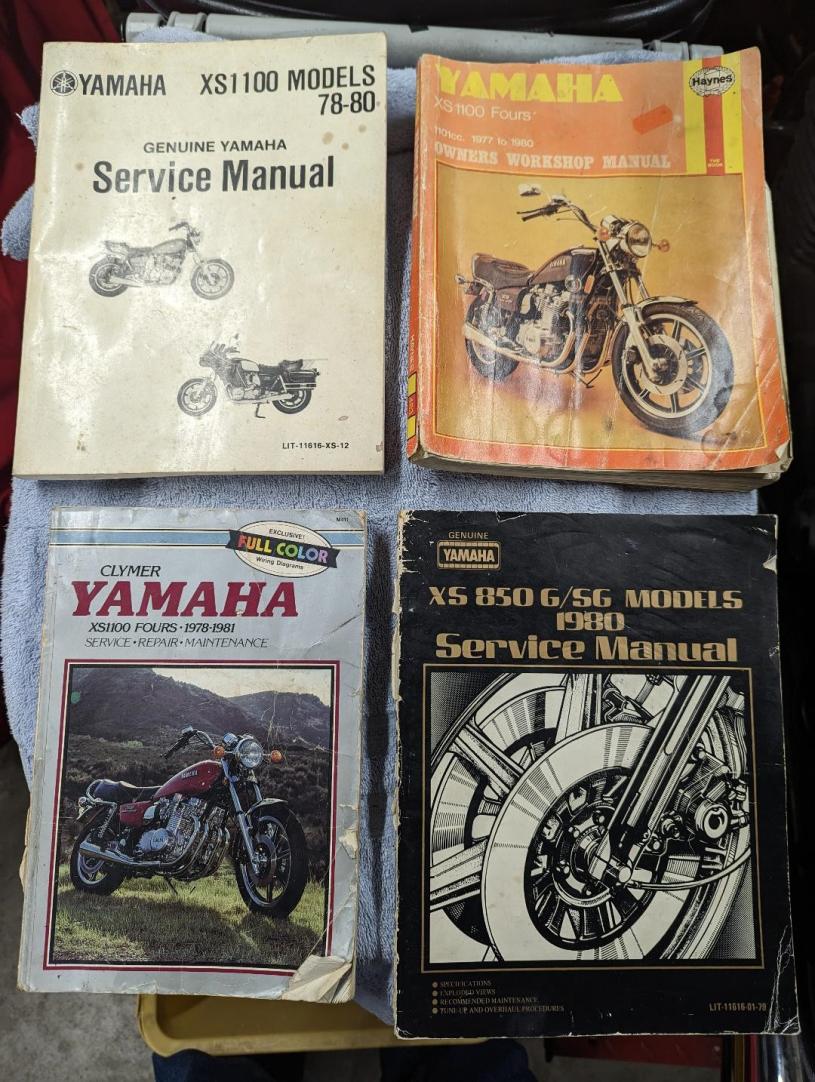 YAMAHA XS1100 MODELS
78-80
GENUINE YAMAHA
Service Manual
LIT-11616-XS-12
YAMAHA
XS1100 Fours
Haynes
1101cc. 1977 to 1980
OWNERS WORKSHOP MANUAL
EXCLUSIVE!
FULL COLOR
Wiring Diagrams
CLYMER
YAMAHA
XS1100 FOURS • 1978-1981
SERVICE • REPAIR • MAINTENANCE
GENUINE
YAMAHA
XS 850 G/SG MODELS
1980
Service Manual
SPECIFICATIONS
EXPLODED VIEWS
RECOMMENDED MAINTENANCE
TUNE-UP AND OVERHAUL PROCEDURES
LIT-11616-01-79